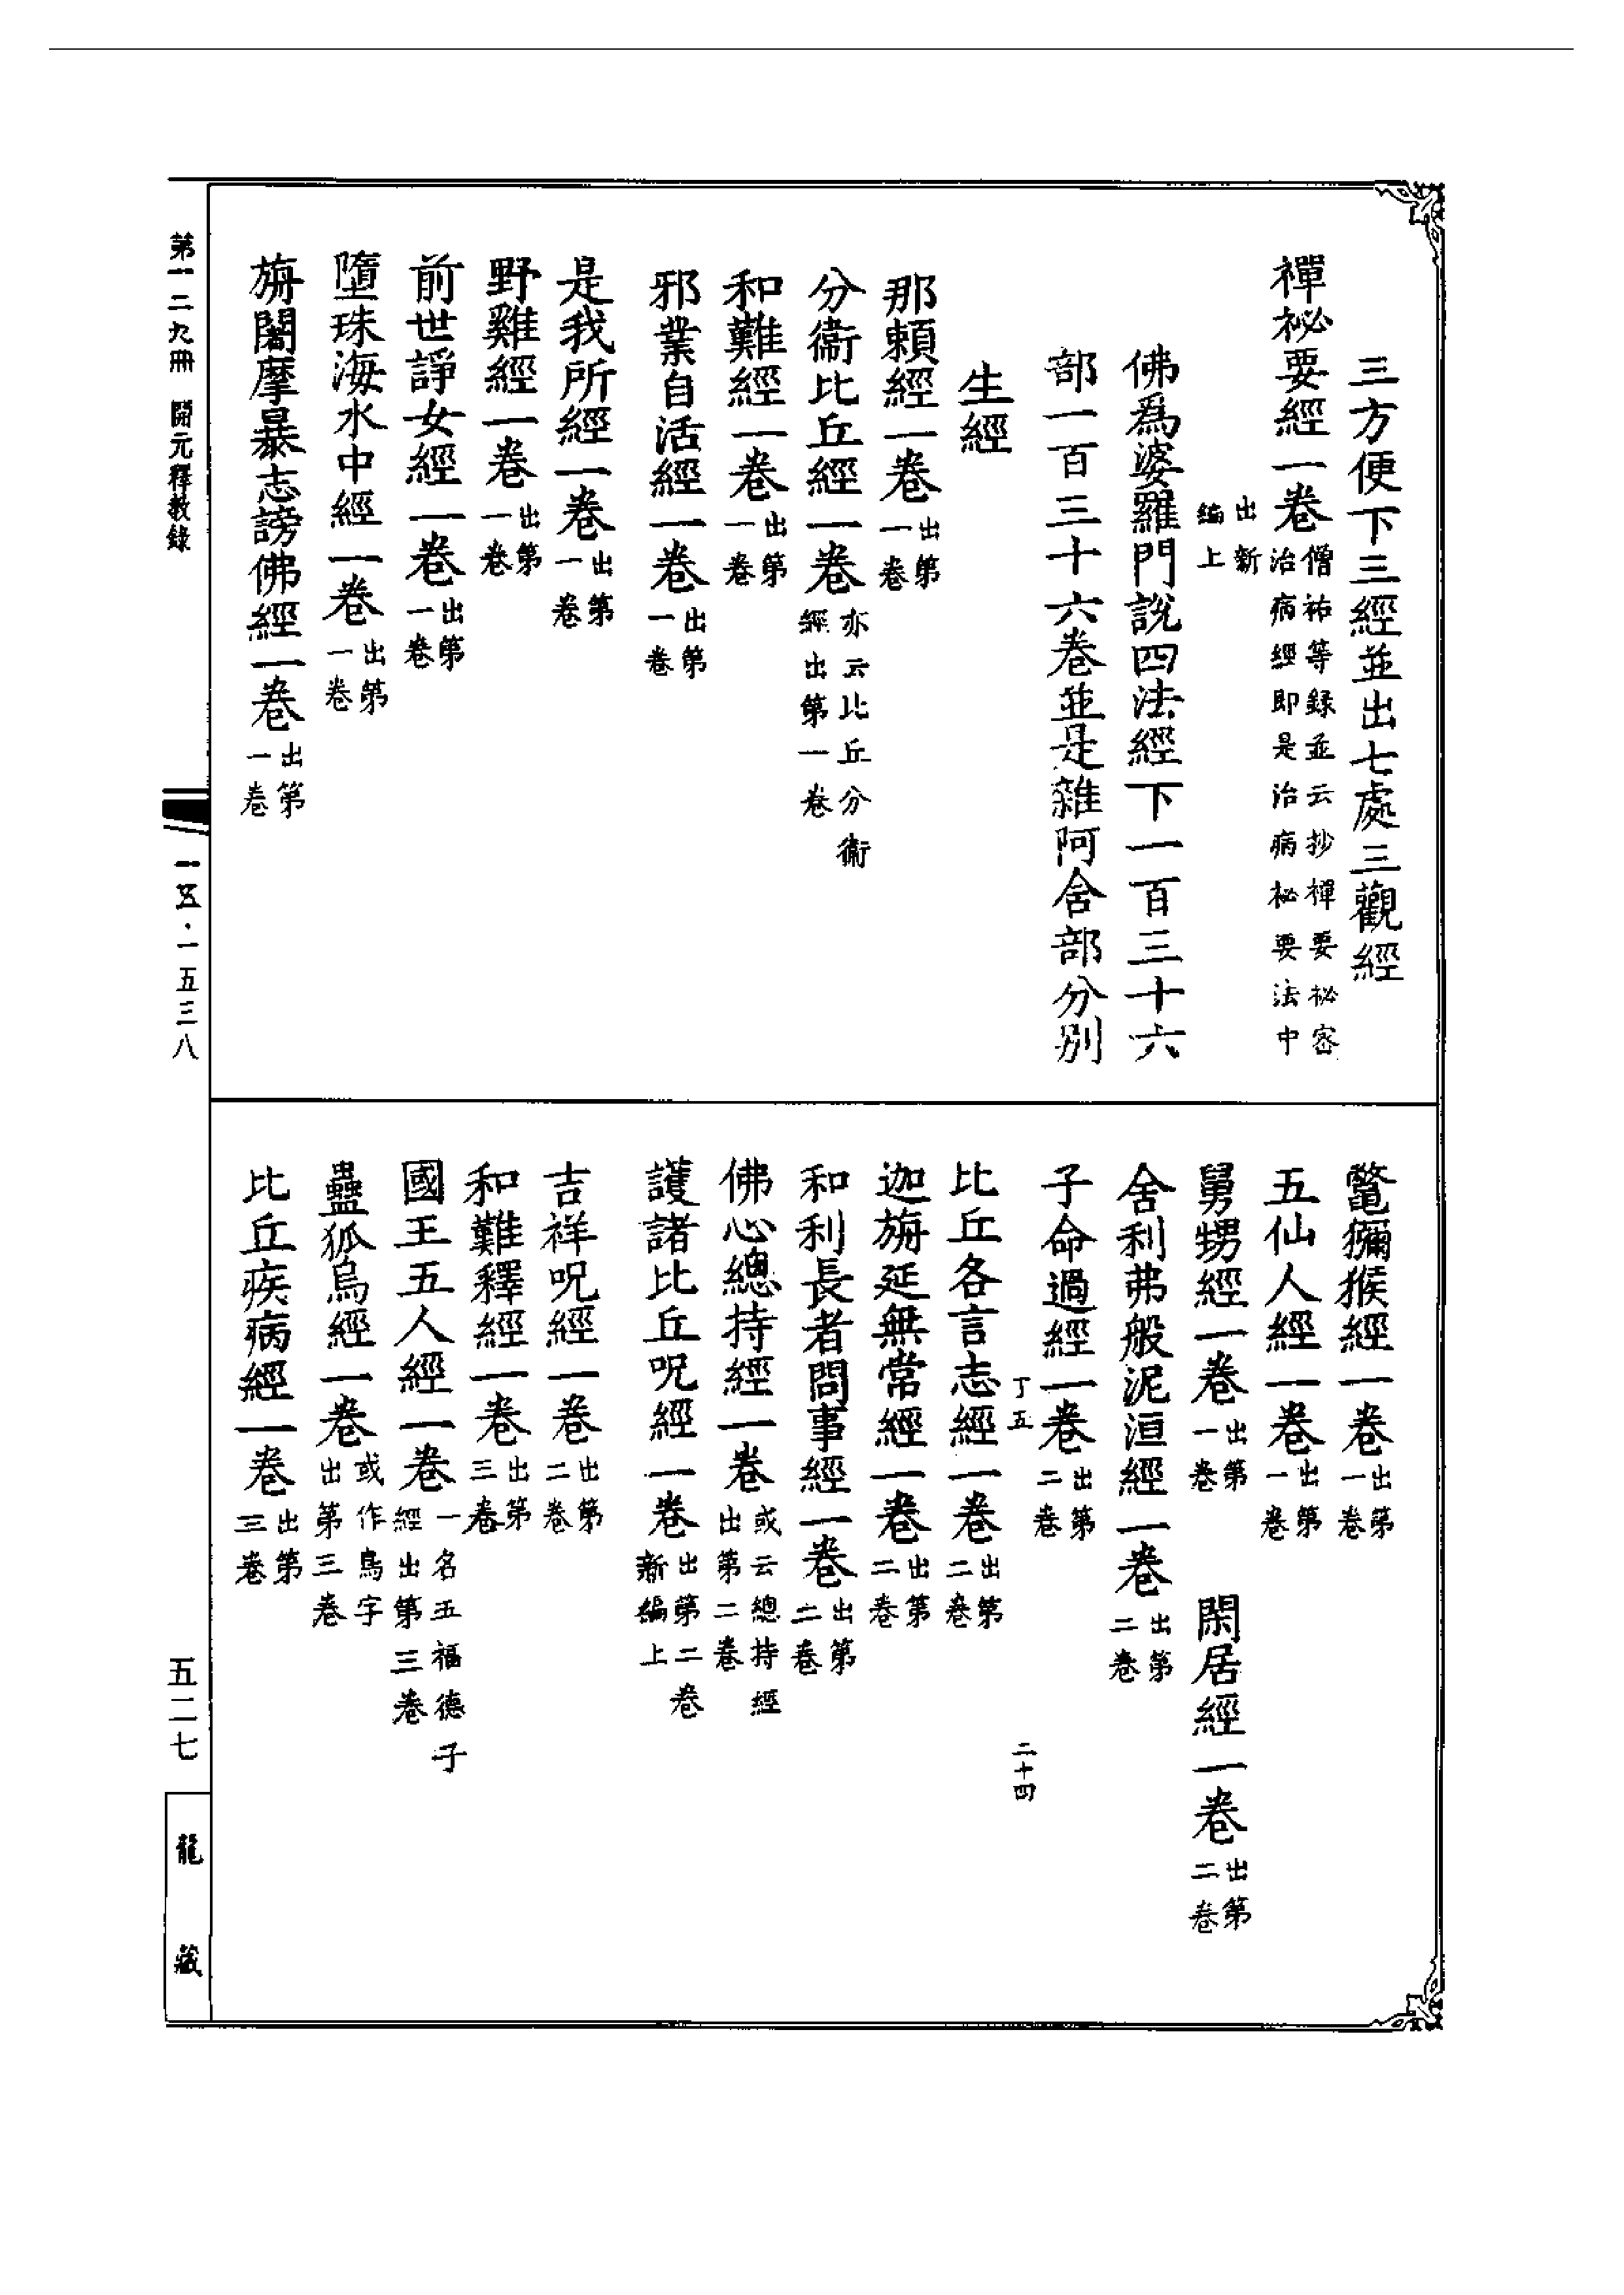 三方便下三經並出七處三觀經
禪祕要經一卷僧祐等録並云抄禪要祕密治病經即是治病祕要法中
出新編上
佛爲婆羅門說四法經下一百三十六
部一百三十六卷並是雜阿含部分別
生經
那賴經一卷出第一卷
分衞比丘經一卷亦云比丘分衞經出第一卷
和難經一卷出第一卷
邪業自活經一卷出第一卷
是我所經一卷出第一卷
野雞經一卷出第一卷
前世諍女經一卷出第一卷
墮珠海水中經一卷出第一卷
旃闍摩暴志謗佛經一卷出第一卷
鼈獼猴經一卷出第一卷
五仙人經一卷出第一卷
舅甥經一卷出第一卷 閑居經一卷出第二卷
舍利弗般泥洹經一卷出第二卷
子命過經一卷出第二卷
丁五 二十四
比丘各言志經一卷出第二卷
迦旃延無常經一卷出第二卷
和利長者問事經一卷出第二卷
佛心總持經一卷或云總持經出第二卷
護諸比丘呪經一卷出第二卷新編上
吉祥呪經一卷出第二卷
和難釋經一卷出第三卷
國王五人經一卷一名五福德子經出第三卷
蠱狐烏經一卷或作鳥字出第三卷
比丘疾病經一卷出第三卷
第一二九冊 開元釋教錄
一五·一五三八
五二七
龍藏